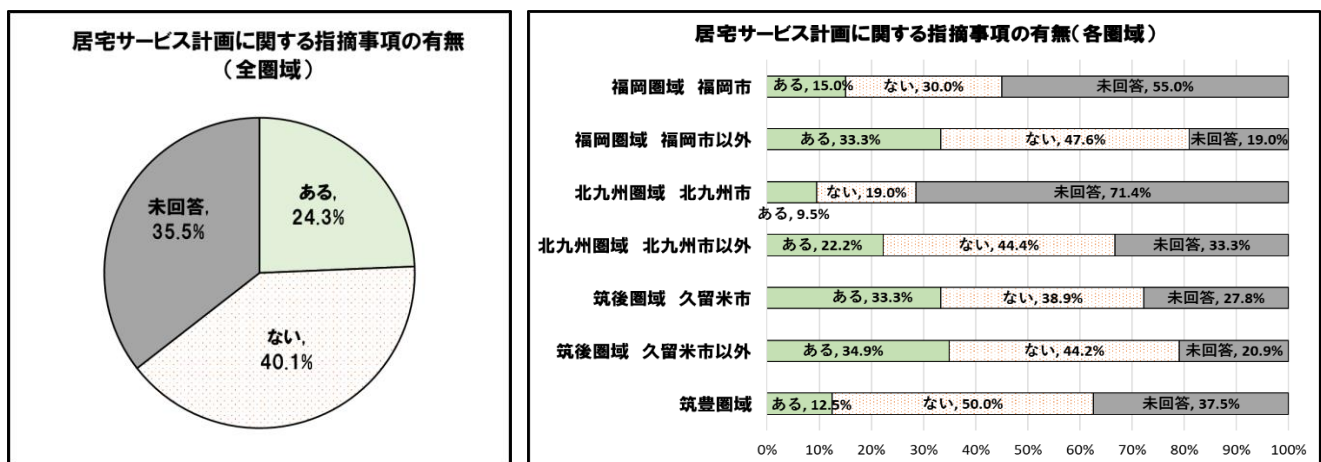 居宅サービス計画に関する指摘事項の有無
（全圏域）
ある,
24.3%
ない,
40.1%
未回答,
35.5%
居宅サービス計画に関する指摘事項の有無（各圏域）
福岡圏域 福岡市 ある, 15.0% ない, 30.0% 未回答, 55.0%
福岡圏域 福岡市以外 ある, 33.3% ない, 47.6% 未回答, 19.0%
北九州圏域 北九州市 ない, 19.0% 未回答, 71.4%
ある, 9.5%
北九州圏域 北九州市以外 ある, 22.2% ない, 44.4% 未回答, 33.3%
筑後圏域 久留米市 ある, 33.3% ない, 38.9% 未回答, 27.8%
筑後圏域 久留米市以外 ある, 34.9% ない, 44.2% 未回答, 20.9%
筑豊圏域 ある, 12.5% ない, 50.0% 未回答, 37.5%
0% 10% 20% 30% 40% 50% 60% 70% 80% 90% 100%